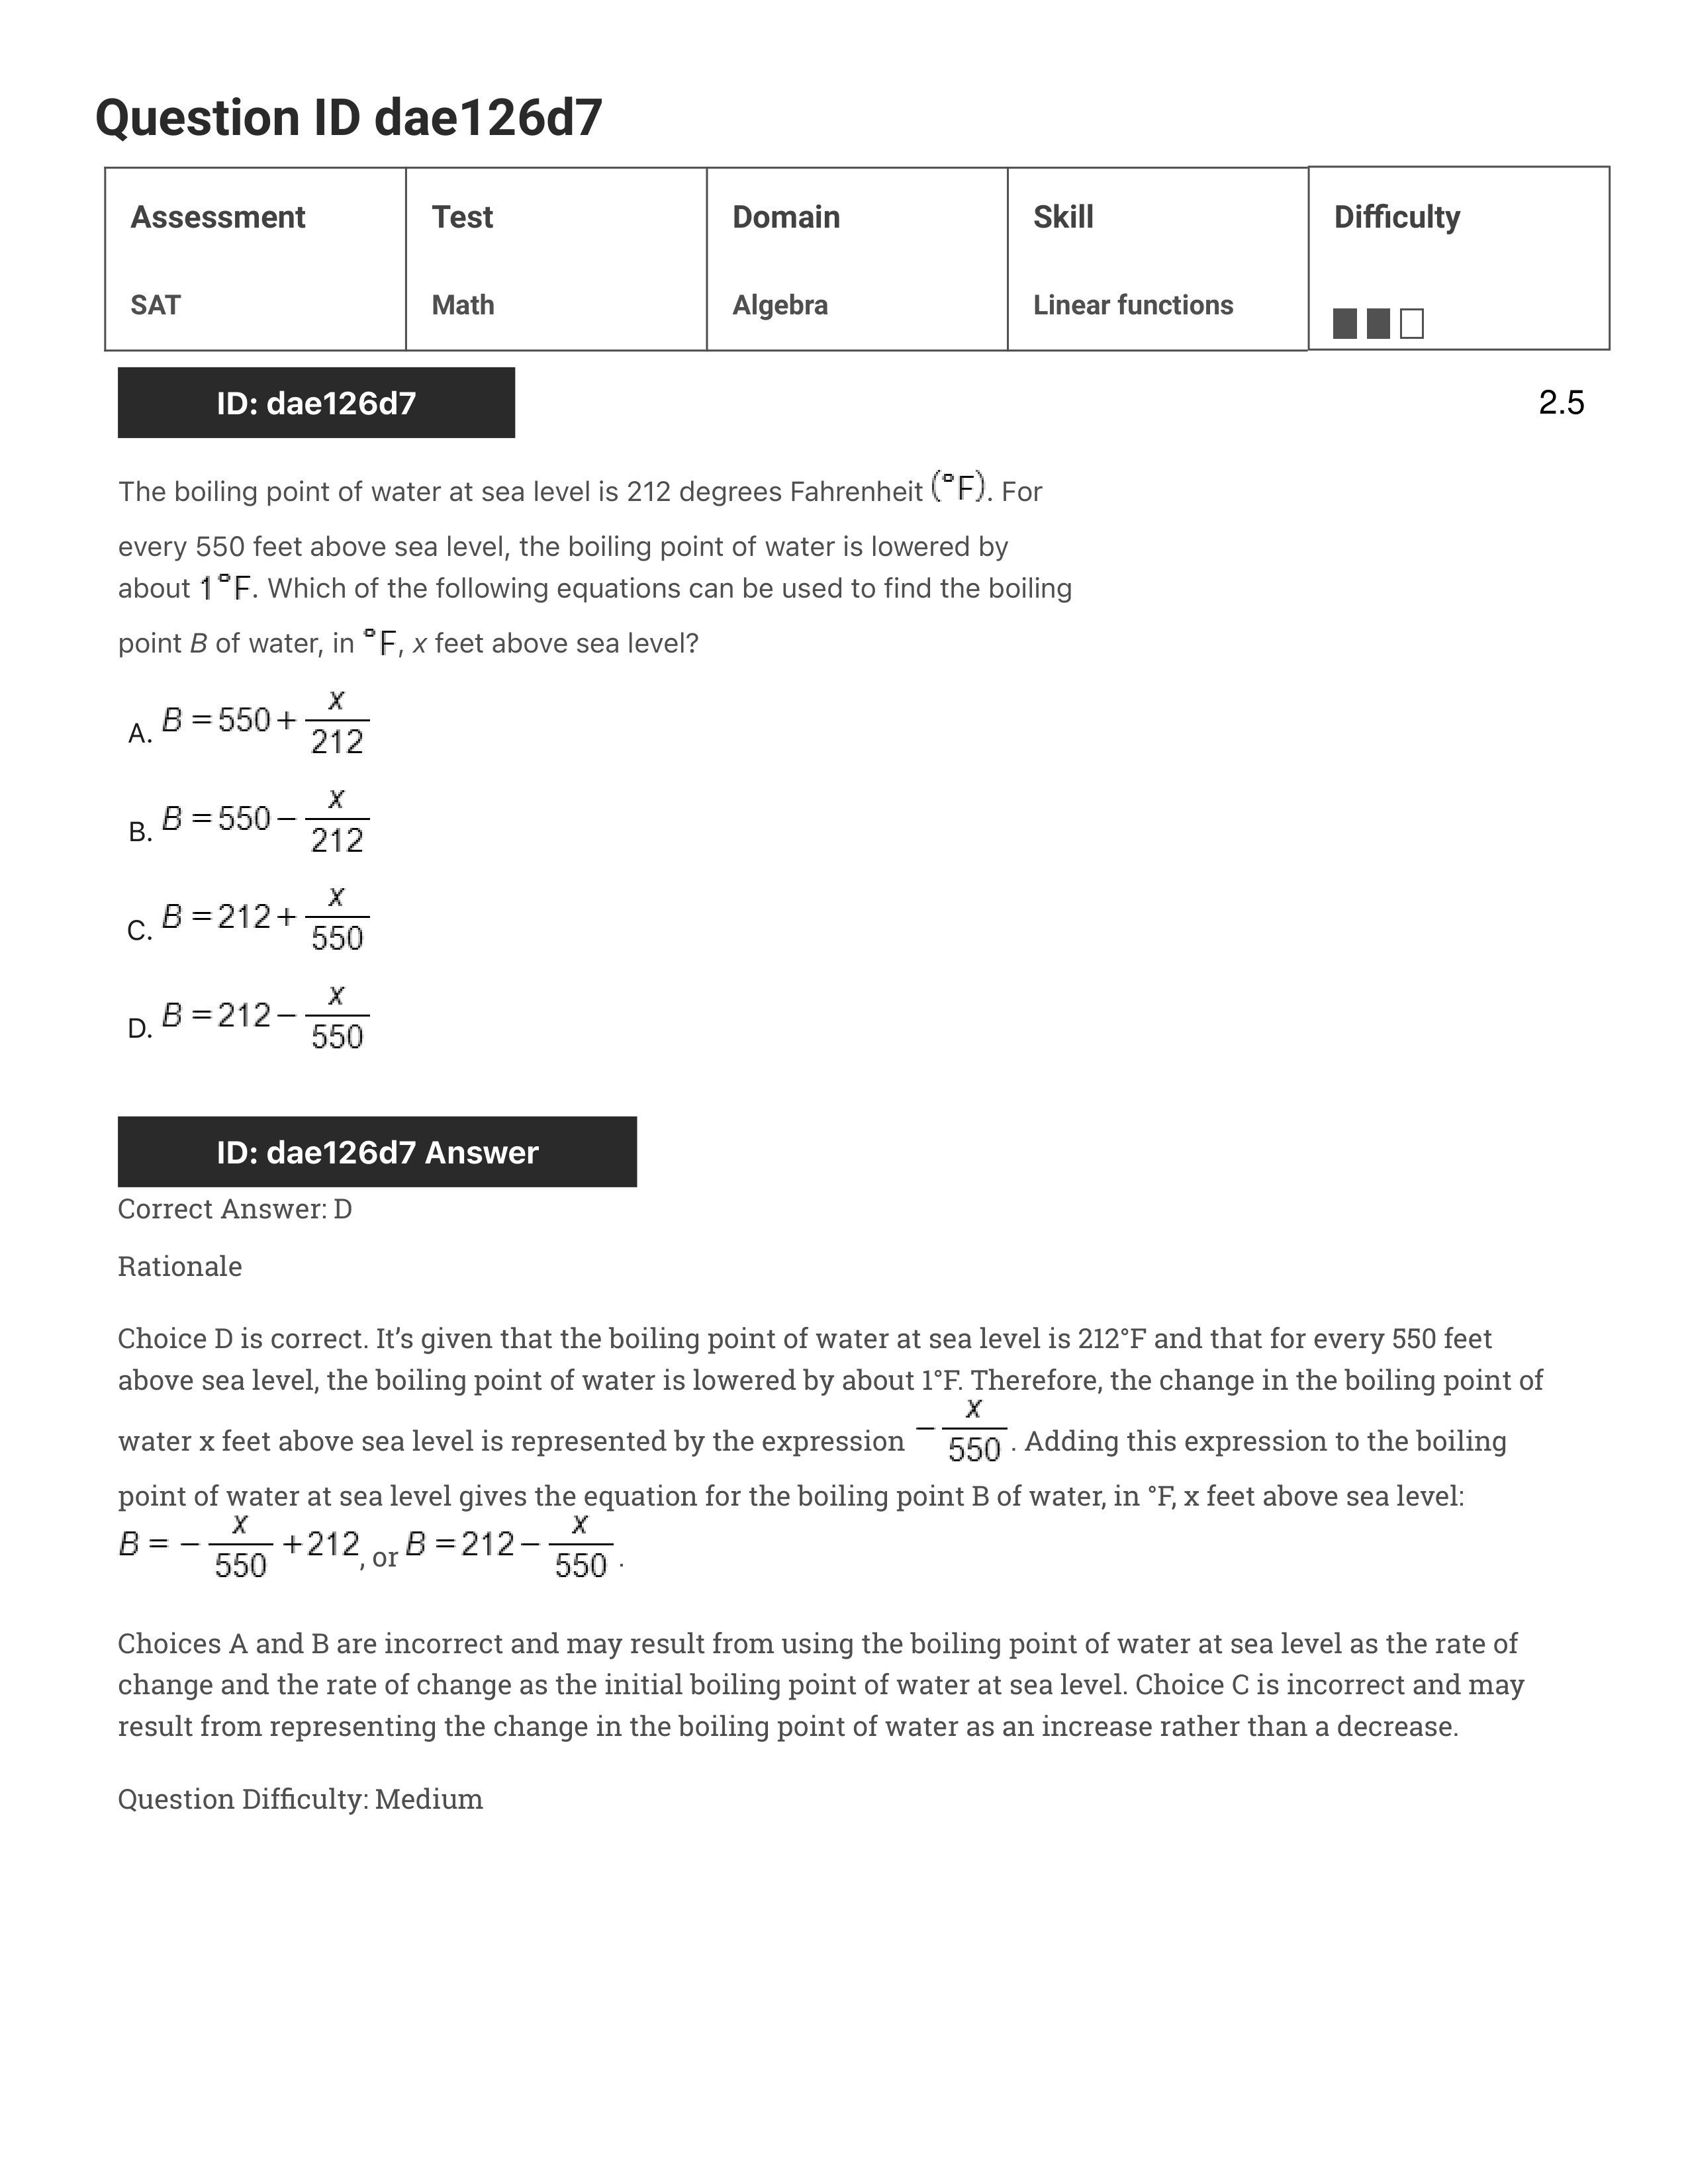 Question ID dae126d7
Assessment Test Domain Skill Difficulty
SAT Math Algebra Linear functions
ID: dae126d7 2.5
The boiling point of water at sea level is 212 degrees Fahrenheit (°F). For
every 550 feet above sea level, the boiling point of water is lowered by
about 1°F. Which of the following equations can be used to find the boiling
point B of water, in °F, x feet above sea level?
A. B = 550 + x/212
B. B = 550 − x/212
C. B = 212 + x/550
D. B = 212 − x/550
ID: dae126d7 Answer
Correct Answer: D
Rationale
Choice D is correct. It’s given that the boiling point of water at sea level is 212°F and that for every 550 feet
above sea level, the boiling point of water is lowered by about 1°F. Therefore, the change in the boiling point of
water x feet above sea level is represented by the expression − x/550 . Adding this expression to the boiling
point of water at sea level gives the equation for the boiling point B of water, in °F, x feet above sea level:
B = − x/550 + 212, or B = 212 − x/550 .
Choices A and B are incorrect and may result from using the boiling point of water at sea level as the rate of
change and the rate of change as the initial boiling point of water at sea level. Choice C is incorrect and may
result from representing the change in the boiling point of water as an increase rather than a decrease.
Question Difficulty: Medium